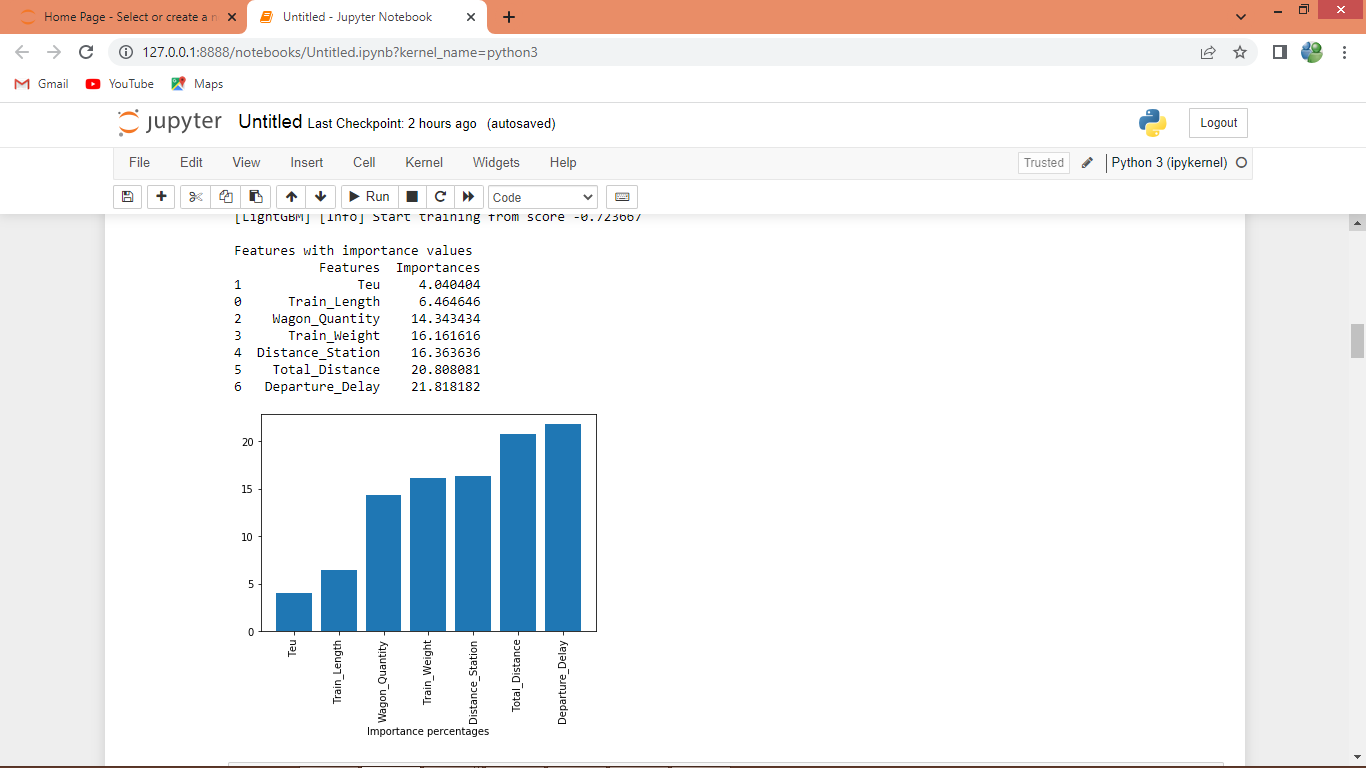 Home Page - Select or create a n
Untitled - Jupyter Notebook
127.0.0.1:8888/notebooks/Untitled.ipynb?kernel_name=python3
Gmail YouTube Maps
jupyter Untitled Last Checkpoint: 2 hours ago (autosaved)
Logout
File Edit View Insert Cell Kernel Widgets Help
Trusted Python 3 (ipykernel)
Run Code
[LightGBM] [Info] Start training from score -0.723667
Features with importance values
Features Importances
1 Teu 4.040404
0 Train_Length 6.464646
2 Wagon_Quantity 14.343434
3 Train_Weight 16.161616
4 Distance_Station 16.363636
5 Total_Distance 20.808081
6 Departure_Delay 21.818182
20
15
10
5
0
Teu
Train_Length
Wagon_Quantity
Train_Weight
Distance_Station
Total_Distance
Departure_Delay
Importance percentages